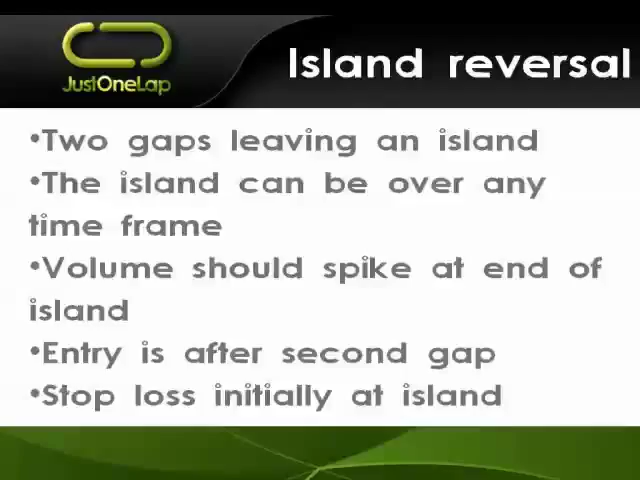 JustOneLap
Island reversal
•Two gaps leaving an island
•The island can be over any
time frame
•Volume should spike at end of
island
•Entry is after second gap
•Stop loss initially at island